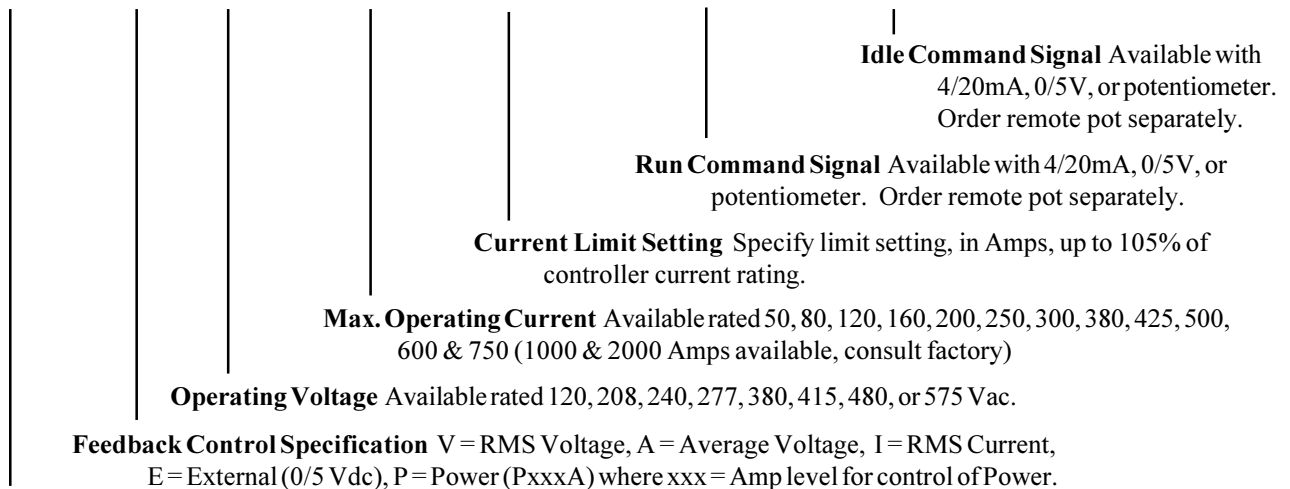 Idle Command Signal Available with
4/20mA, 0/5V, or potentiometer.
Order remote pot separately.
Run Command Signal Available with 4/20mA, 0/5V, or
potentiometer. Order remote pot separately.
Current Limit Setting Specify limit setting, in Amps, up to 105% of
controller current rating.
Max. Operating Current Available rated 50, 80, 120, 160, 200, 250, 300, 380, 425, 500,
600 & 750 (1000 & 2000 Amps available, consult factory)
Operating Voltage Available rated 120, 208, 240, 277, 380, 415, 480, or 575 Vac.
Feedback Control Specification V = RMS Voltage, A = Average Voltage, I = RMS Current,
E = External (0/5 Vdc), P = Power (PxxxA) where xxx = Amp level for control of Power.